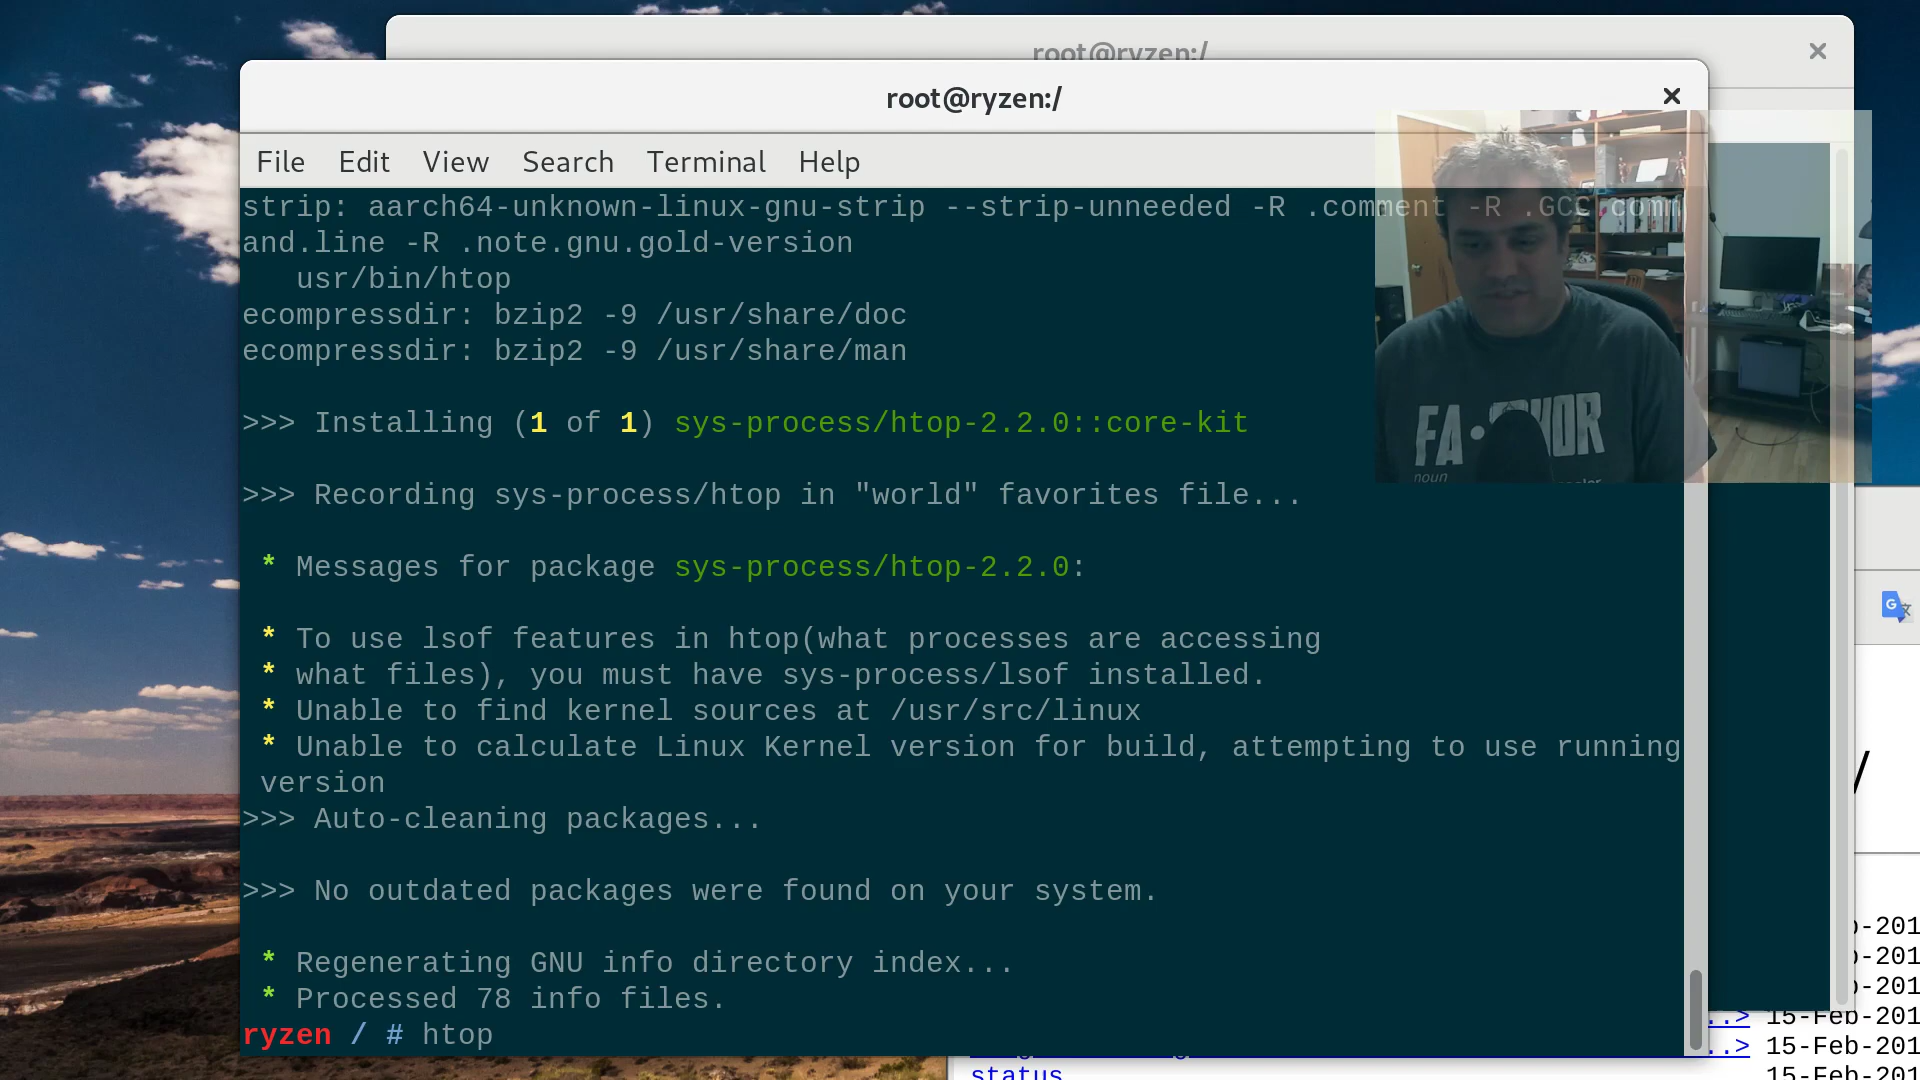 root@ryzen:/
root@ryzen:/
File Edit View Search Terminal Help
strip: aarch64-unknown-linux-gnu-strip --strip-unneeded -R .comment -R .GCC.comm
and.line -R .note.gnu.gold-version
usr/bin/htop
ecompressdir: bzip2 -9 /usr/share/doc
ecompressdir: bzip2 -9 /usr/share/man
>>> Installing (1 of 1) sys-process/htop-2.2.0::core-kit
noun
>>> Recording sys-process/htop in "world" favorites file...
* Messages for package sys-process/htop-2.2.0:
* To use lsof features in htop(what processes are accessing
* what files), you must have sys-process/lsof installed.
* Unable to find kernel sources at /usr/src/linux
* Unable to calculate Linux Kernel version for build, attempting to use running
version
>>> Auto-cleaning packages...
>>> No outdated packages were found on your system.
* Regenerating GNU info directory index...
* Processed 78 info files.
ryzen / # htop
/
-201
-201
-201
..> 15-Feb-201
..> 15-Feb-201
status 15-Feb-201